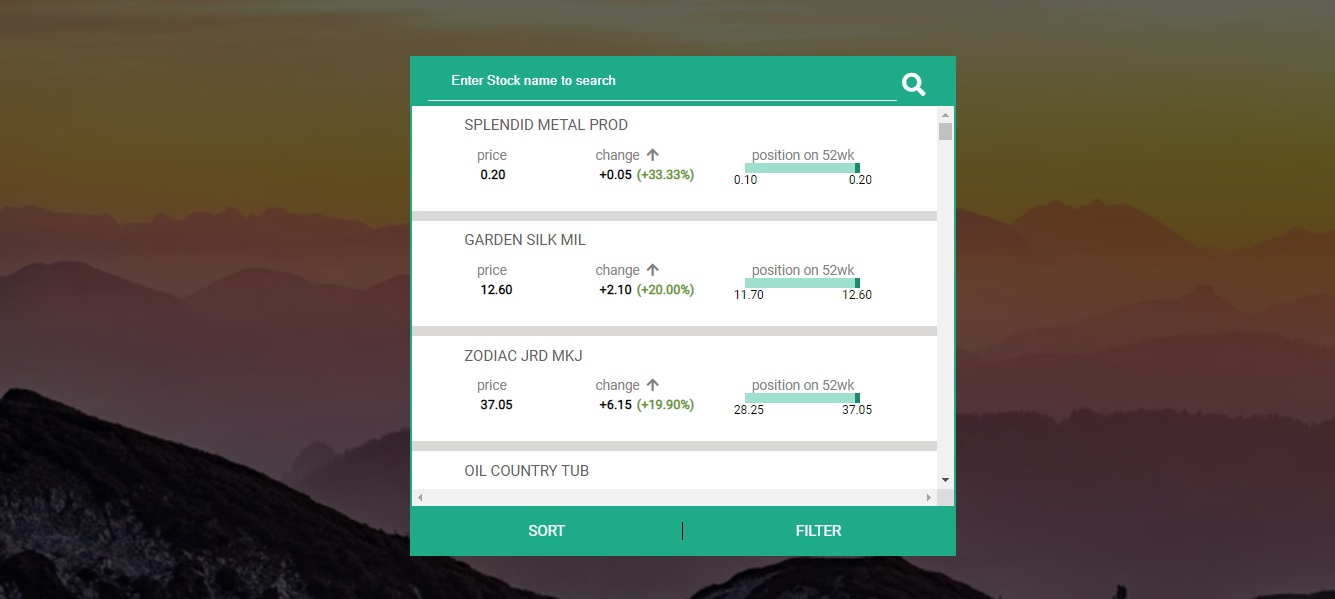 Enter Stock name to search
SPLENDID METAL PROD
price change position on 52wk
0.20 +0.05 (+33.33%) 0.10 0.20
GARDEN SILK MIL
price change position on 52wk
12.60 +2.10 (+20.00%) 11.70 12.60
ZODIAC JRD MKJ
price change position on 52wk
37.05 +6.15 (+19.90%) 28.25 37.05
OIL COUNTRY TUB
SORT FILTER